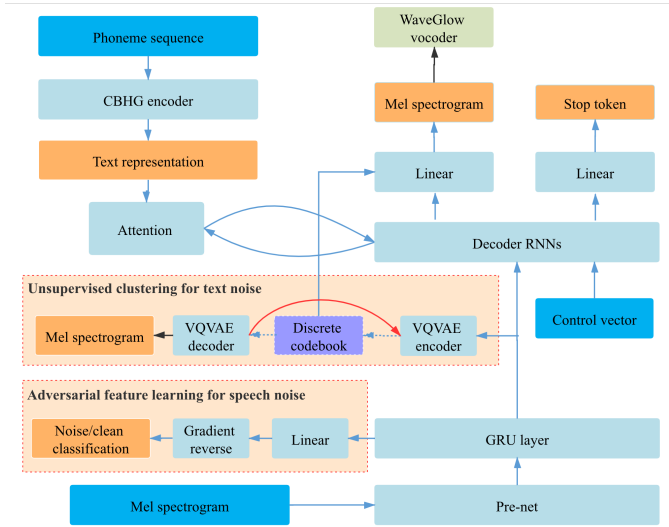 Phoneme sequence
CBHG encoder
Text representation
Attention
WaveGlow
vocoder
Mel spectrogram
Stop token
Linear
Linear
Decoder RNNs
Control vector
Unsupervised clustering for text noise
Mel spectrogram
VQVAE
decoder
Discrete
codebook
VQVAE
encoder
Adversarial feature learning for speech noise
Noise/clean
classification
Gradient
reverse
Linear
GRU layer
Mel spectrogram
Pre-net